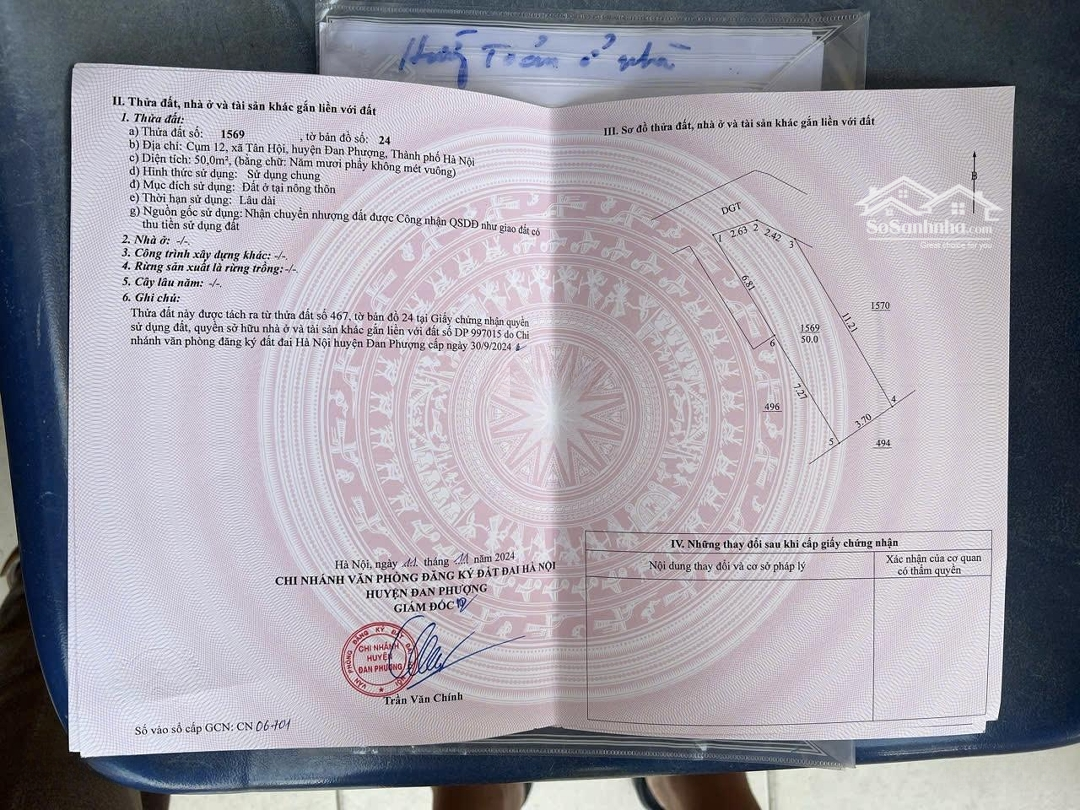 II. Thửa đất, nhà ở và tài sản khác gắn liền với đất
1. Thửa đất:
a) Thửa đất số: 1569 , tờ bản đồ số: 24
b) Địa chỉ: Cụm 12, xã Tân Hội, huyện Đan Phượng, Thành phố Hà Nội
c) Diện tích: 50,0m², (bằng chữ: Năm mươi phẩy không mét vuông)
d) Hình thức sử dụng: Sử dụng chung
đ) Mục đích sử dụng: Đất ở tại nông thôn
e) Thời hạn sử dụng: Lâu dài
g) Nguồn gốc sử dụng: Nhận chuyển nhượng đất được Công nhận QSDĐ như giao đất có
thu tiền sử dụng đất
2. Nhà ở: -/-.
3. Công trình xây dựng khác: -/-.
4. Rừng sản xuất là rừng trồng: -/-.
5. Cây lâu năm: -/-.
6. Ghi chú:
Thửa đất này được tách ra từ thửa đất số 467, tờ bản đồ 24 tại Giấy chứng nhận quyền
sử dụng đất, quyền sở hữu nhà ở và tài sản khác gắn liền với đất số DP 997015 do Chi
nhánh văn phòng đăng ký đất đai Hà Nội huyện Đan Phượng cấp ngày 30/9/2024
Hà Nội, ngày 11 tháng 11 năm 2024
CHI NHÁNH VĂN PHÒNG ĐĂNG KÝ ĐẤT ĐAI HÀ NỘI
HUYỆN ĐAN PHƯỢNG
GIÁM ĐỐC
CHI NHÁNH
HUYỆN
ĐAN PHƯỢNG
Trần Văn Chính
Số vào sổ cấp GCN: CN 06701
III. Sơ đồ thửa đất, nhà ở và tài sản khác gắn liền với đất
B
SoSanhnha.com
Great choice for you
DGT
1 2.63 2 2.42 3
6.81
11.21
1570
1569
50.0
6
7.27
496
4
3.70
5
494
IV. Những thay đổi sau khi cấp giấy chứng nhận
Nội dung thay đổi và cơ sở pháp lý
Xác nhận của cơ quan
có thẩm quyền